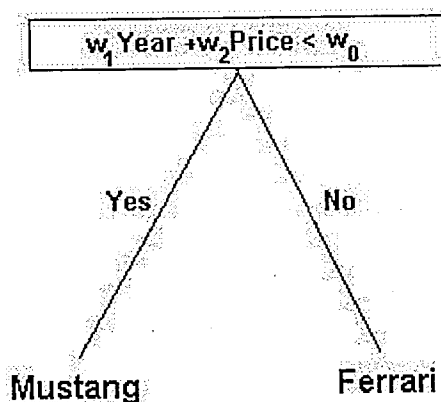 w₁Year +w₂Price < w₀
Yes No
Mustang Ferrari